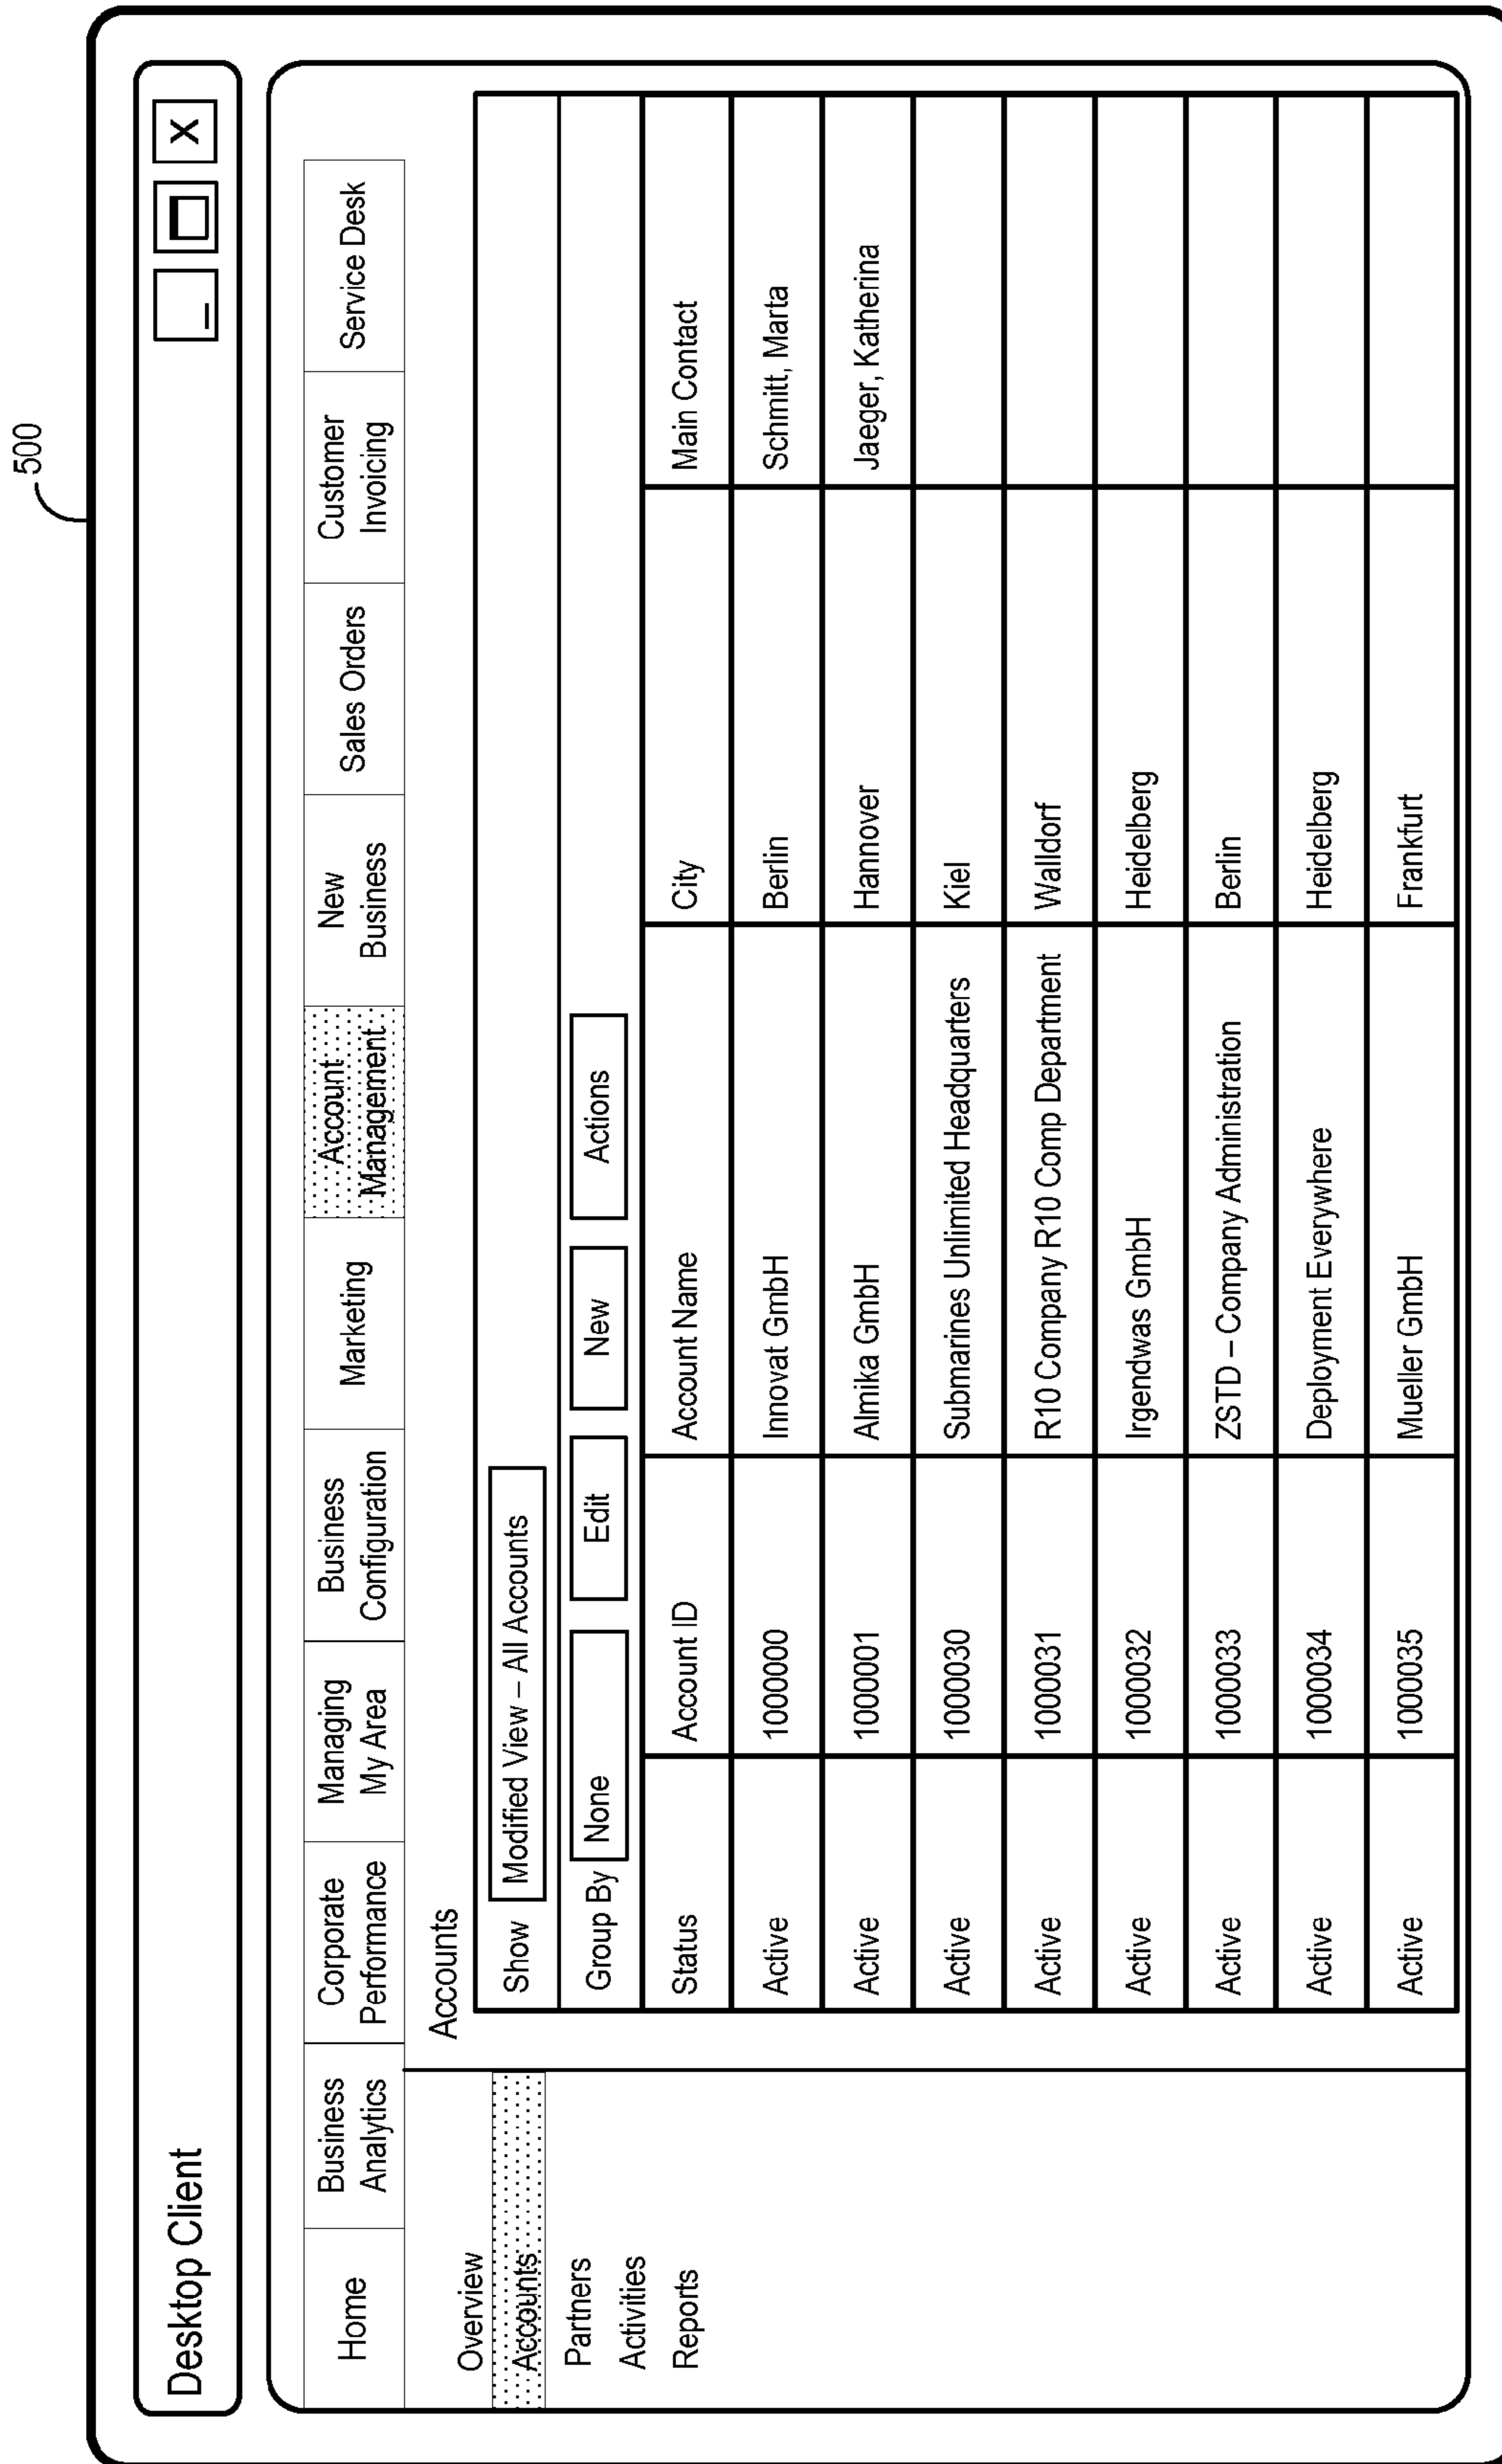 500
Desktop Client
_ X
Home
Business
Analytics
Corporate
Performance
Managing
My Area
Business
Configuration
Marketing
Account
Management
New
Business
Sales Orders
Customer
Invoicing
Service Desk
Overview
Accounts
Partners
Activities
Reports
Accounts
Show Modified View – All Accounts
Group By None Edit New Actions
Status Account ID Account Name City Main Contact
Active 1000000 Innovat GmbH Berlin Schmitt, Marta
Active 1000001 Almika GmbH Hannover Jaeger, Katherina
Active 1000030 Submarines Unlimited Headquarters Kiel
Active 1000031 R10 Company R10 Comp Department Walldorf
Active 1000032 Irgendwas GmbH Heidelberg
Active 1000033 ZSTD – Company Administration Berlin
Active 1000034 Deployment Everywhere Heidelberg
Active 1000035 Mueller GmbH Frankfurt